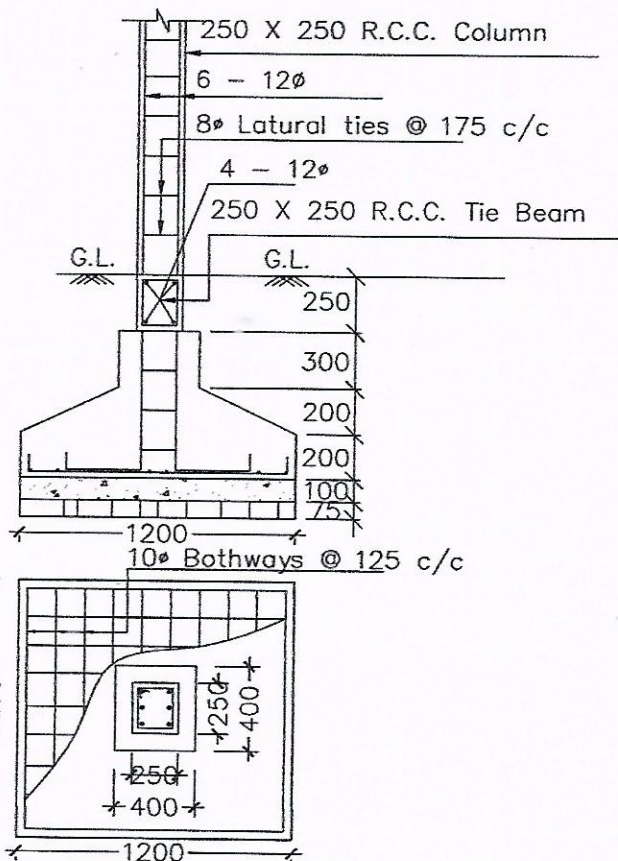 250 X 250 R.C.C. Column
6 – 12ø
8ø Latural ties @ 175 c/c
4 – 12ø
250 X 250 R.C.C. Tie Beam
G.L.
G.L.
250
300
200
200
100
75
1200
10ø Bothways @ 125 c/c
250
400
250
400
1200